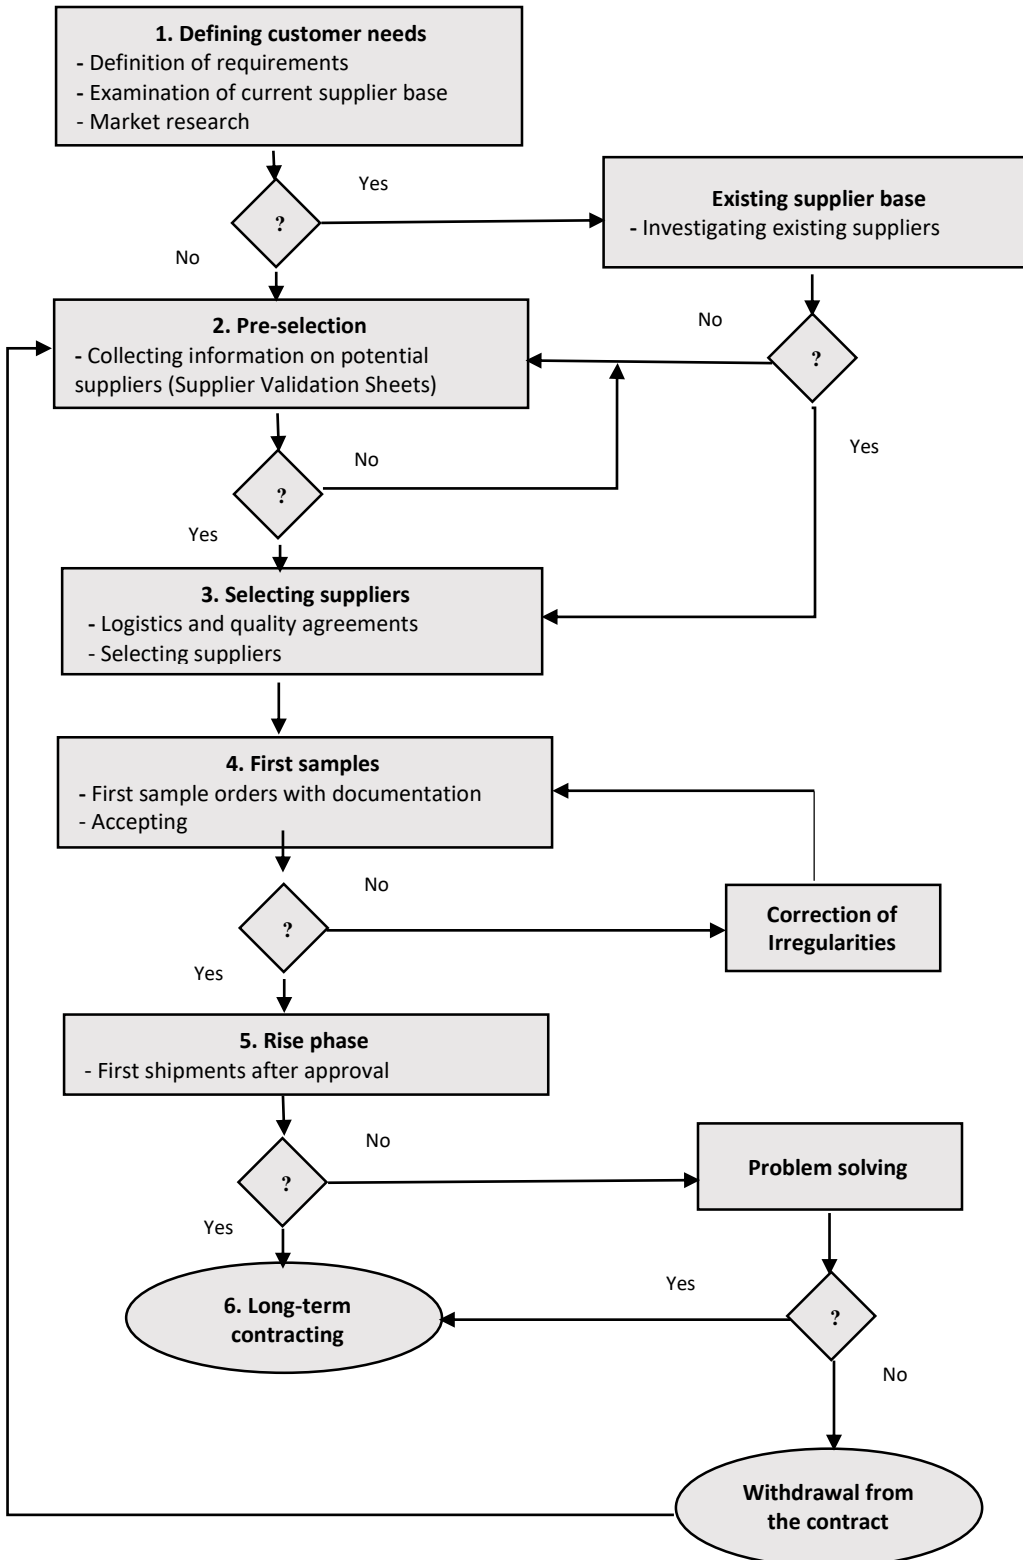 1. Defining customer needs
- Definition of requirements
- Examination of current supplier base
- Market research
Yes
?
No
Existing supplier base
- Investigating existing suppliers
No
?
Yes
2. Pre-selection
- Collecting information on potential
suppliers (Supplier Validation Sheets)
No
?
Yes
3. Selecting suppliers
- Logistics and quality agreements
- Selecting suppliers
4. First samples
- First sample orders with documentation
- Accepting
No
?
Yes
Correction of
Irregularities
5. Rise phase
- First shipments after approval
No
?
Yes
Problem solving
Yes
?
No
6. Long-term
contracting
Withdrawal from
the contract